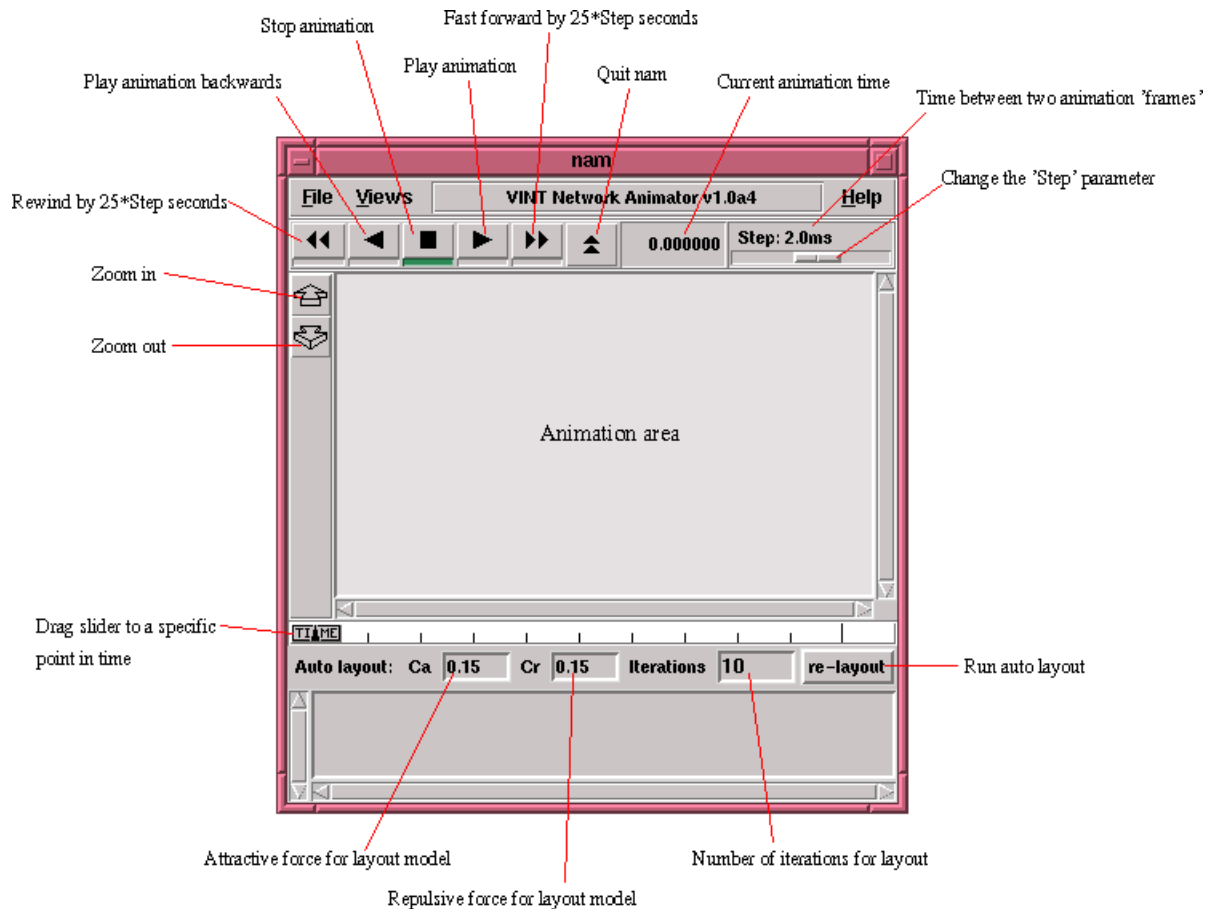 Fast forward by 25*Step seconds
Stop animation
Play animation
Quit nam
Play animation backwards
Current animation time
Time between two animation 'frames'
nam
Change the 'Step' parameter
File Views VINT Network Animator v1.0a4 Help
Rewind by 25*Step seconds
0.000000
Step: 2.0ms
Zoom in
Zoom out
Animation area
Drag slider to a specific
point in time
TIME
Auto layout: Ca 0.15 Cr 0.15 Iterations 10 re-layout
Run auto layout
Attractive force for layout model
Number of iterations for layout
Repulsive force for layout model